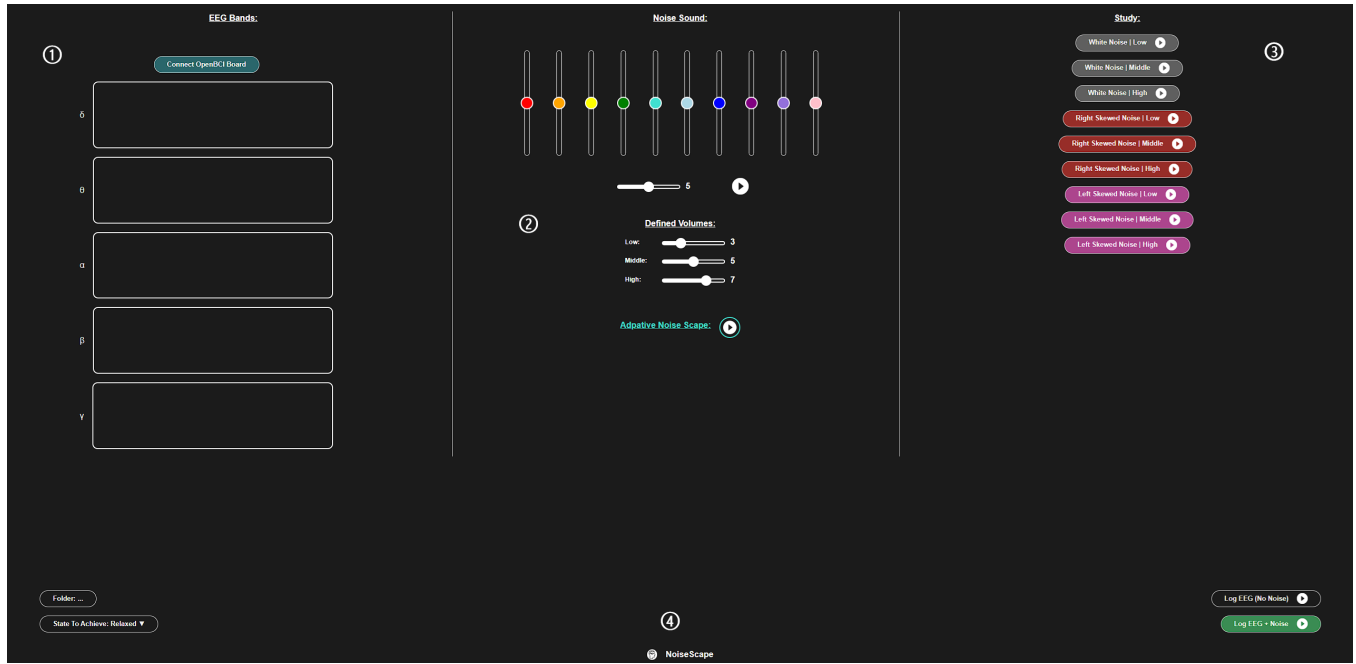 EEG Bands:
①
Connect OpenBCI Board
δ
θ
α
β
γ
Noise Sound:
5
②
Defined Volumes:
Low: 3
Middle: 5
High: 7
Adpative Noise Scape:
Study:
③
White Noise | Low
White Noise | Middle
White Noise | High
Right Skewed Noise | Low
Right Skewed Noise | Middle
Right Skewed Noise | High
Left Skewed Noise | Low
Left Skewed Noise | Middle
Left Skewed Noise | High
Folder: ...
State To Achieve: Relaxed ▼
④
NoiseScape
Log EEG (No Noise)
Log EEG + Noise